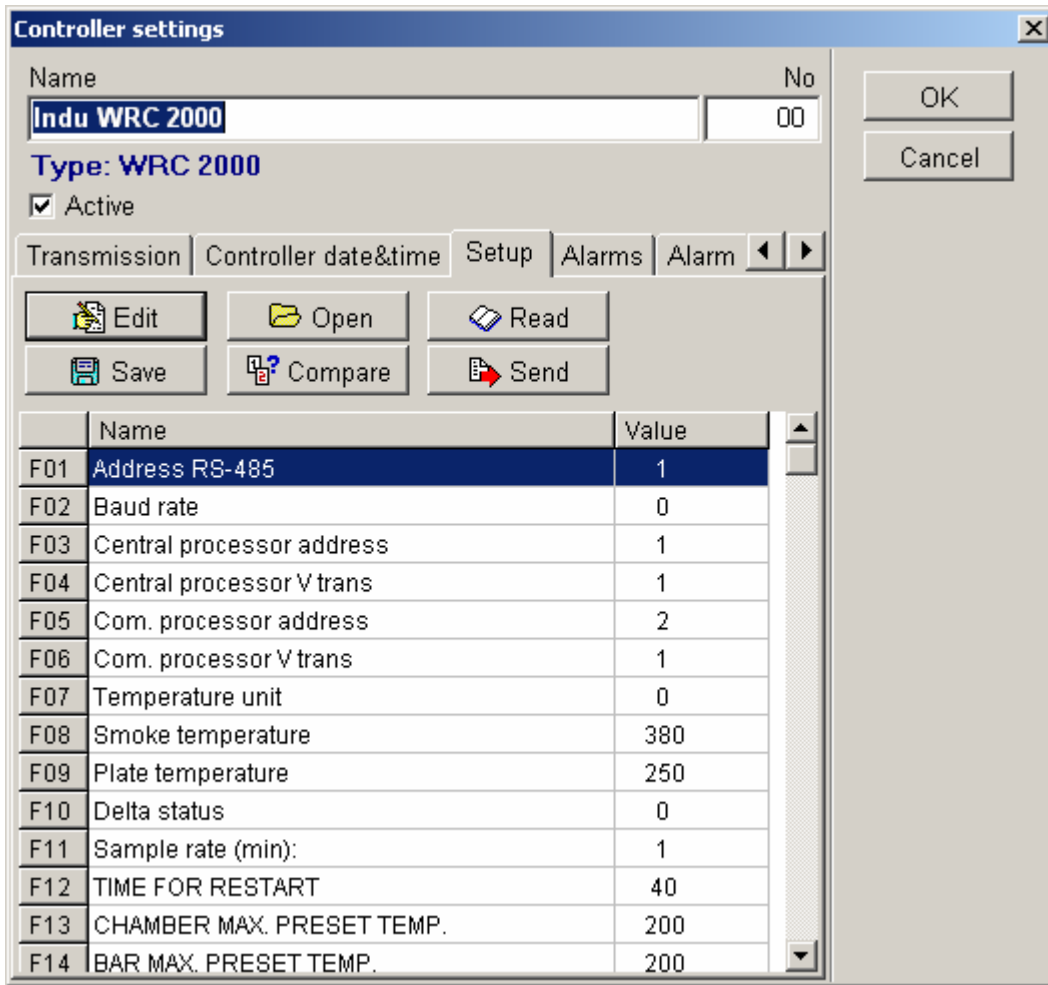 Controller settings
Name No
Indu WRC 2000 00
OK
Type: WRC 2000
Cancel
Active
Transmission Controller date&time Setup Alarms Alarm
Edit Open Read
Save Compare Send
Name Value
F01 Address RS-485 1
F02 Baud rate 0
F03 Central processor address 1
F04 Central processor V trans 1
F05 Com. processor address 2
F06 Com. processor V trans 1
F07 Temperature unit 0
F08 Smoke temperature 380
F09 Plate temperature 250
F10 Delta status 0
F11 Sample rate (min): 1
F12 TIME FOR RESTART 40
F13 CHAMBER MAX. PRESET TEMP. 200
F14 BAR MAX. PRESET TEMP. 200